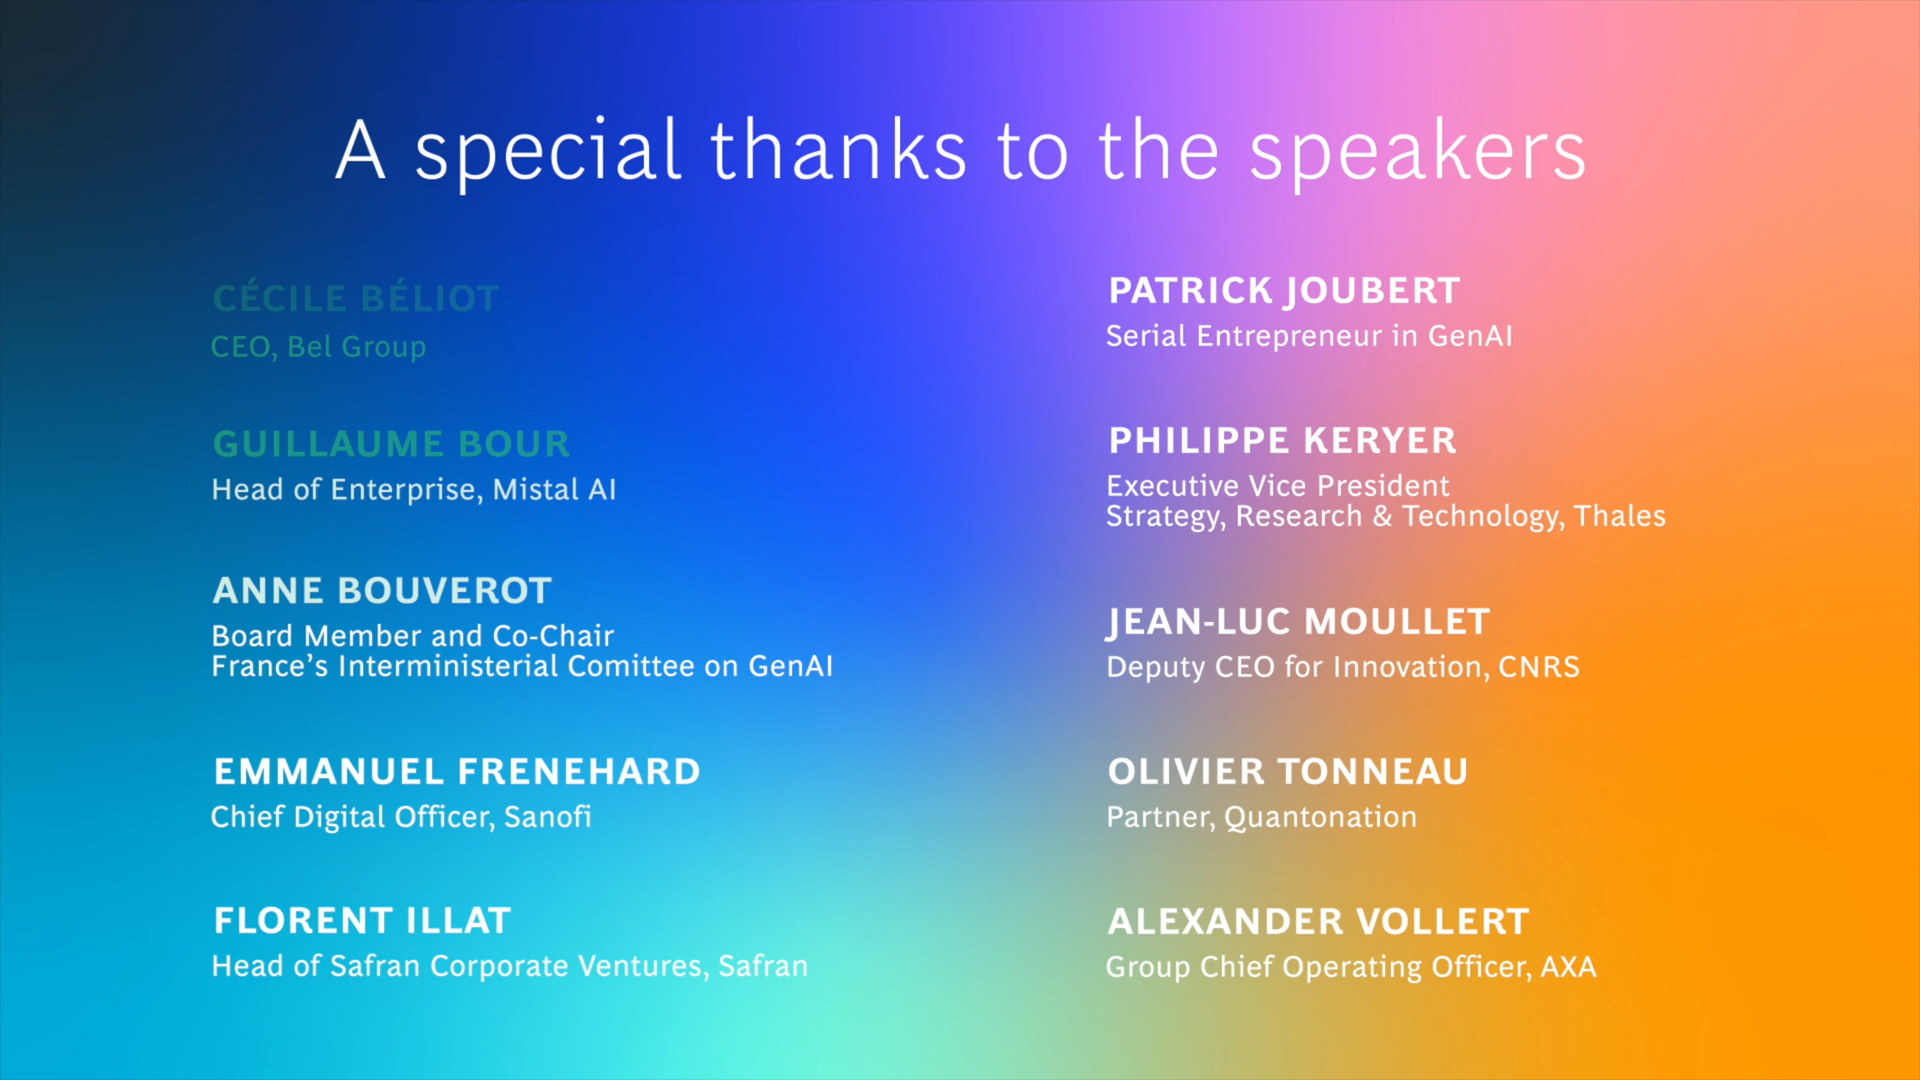 A special thanks to the speakers
CÉCILE BÉLIOT
CEO, Bel Group
GUILLAUME BOUR
Head of Enterprise, Mistal AI
ANNE BOUVEROT
Board Member and Co-Chair
France’s Interministerial Comittee on GenAI
EMMANUEL FRENEHARD
Chief Digital Officer, Sanofi
FLORENT ILLAT
Head of Safran Corporate Ventures, Safran
PATRICK JOUBERT
Serial Entrepreneur in GenAI
PHILIPPE KERYER
Executive Vice President
Strategy, Research & Technology, Thales
JEAN-LUC MOULLET
Deputy CEO for Innovation, CNRS
OLIVIER TONNEAU
Partner, Quantonation
ALEXANDER VOLLERT
Group Chief Operating Officer, AXA